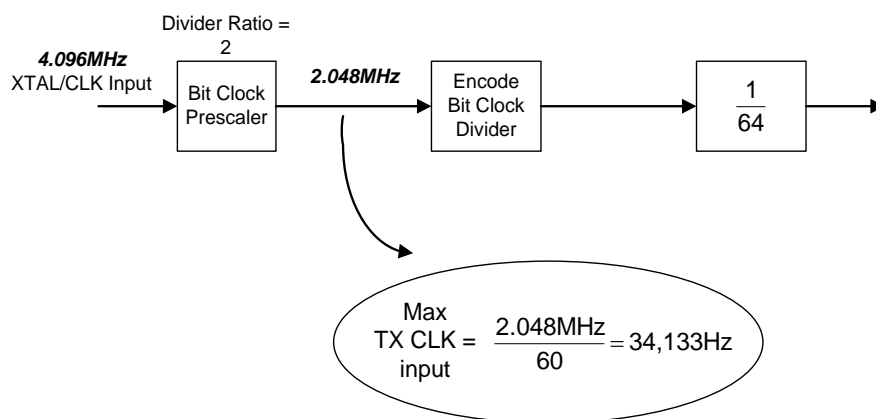 Divider Ratio =
2
4.096MHz
XTAL/CLK Input
Bit Clock
Prescaler
2.048MHz
Encode
Bit Clock
Divider
1
64
Max
TX CLK =
input
2.048MHz
60
= 34,133Hz